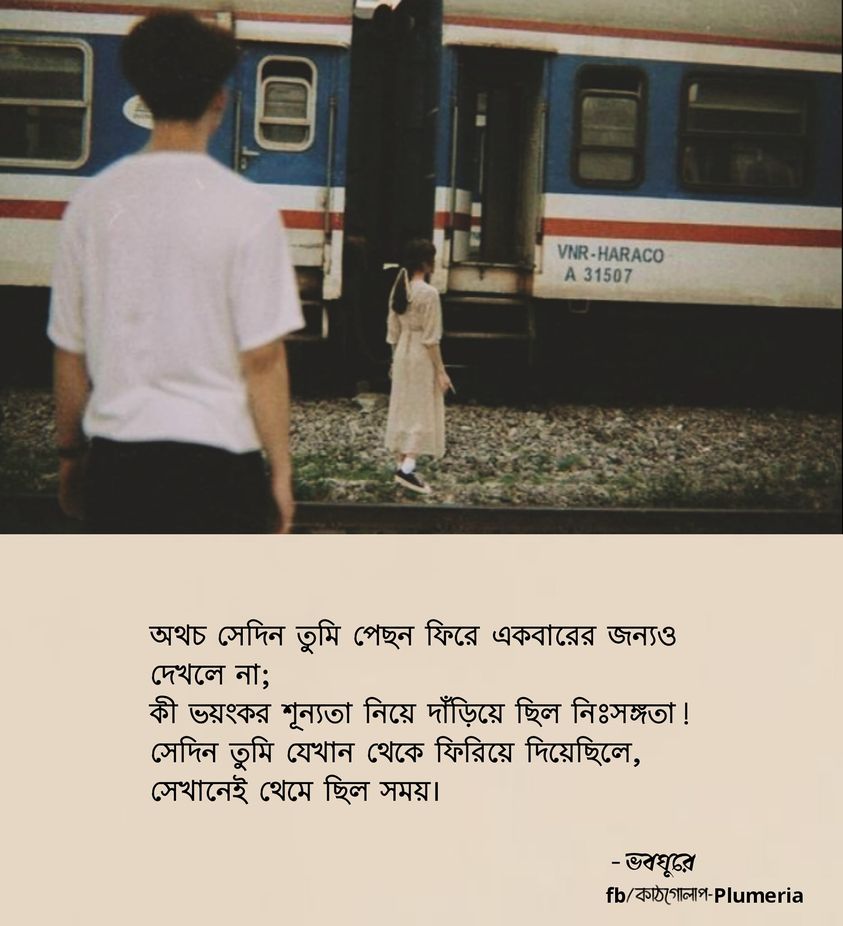 VNR-HARACO
A 31507
অথচ সেদিন তুমি পেছন ফিরে একবারের জন্যও
দেখলে না;
কী ভয়ংকর শূন্যতা নিয়ে দাঁড়িয়ে ছিল নিঃসঙ্গতা!
সেদিন তুমি যেখান থেকে ফিরিয়ে দিয়েছিলে,
সেখানেই থেমে ছিল সময়।
-ভবঘুরে
fb/কাঠগোলাপ-Plumeria